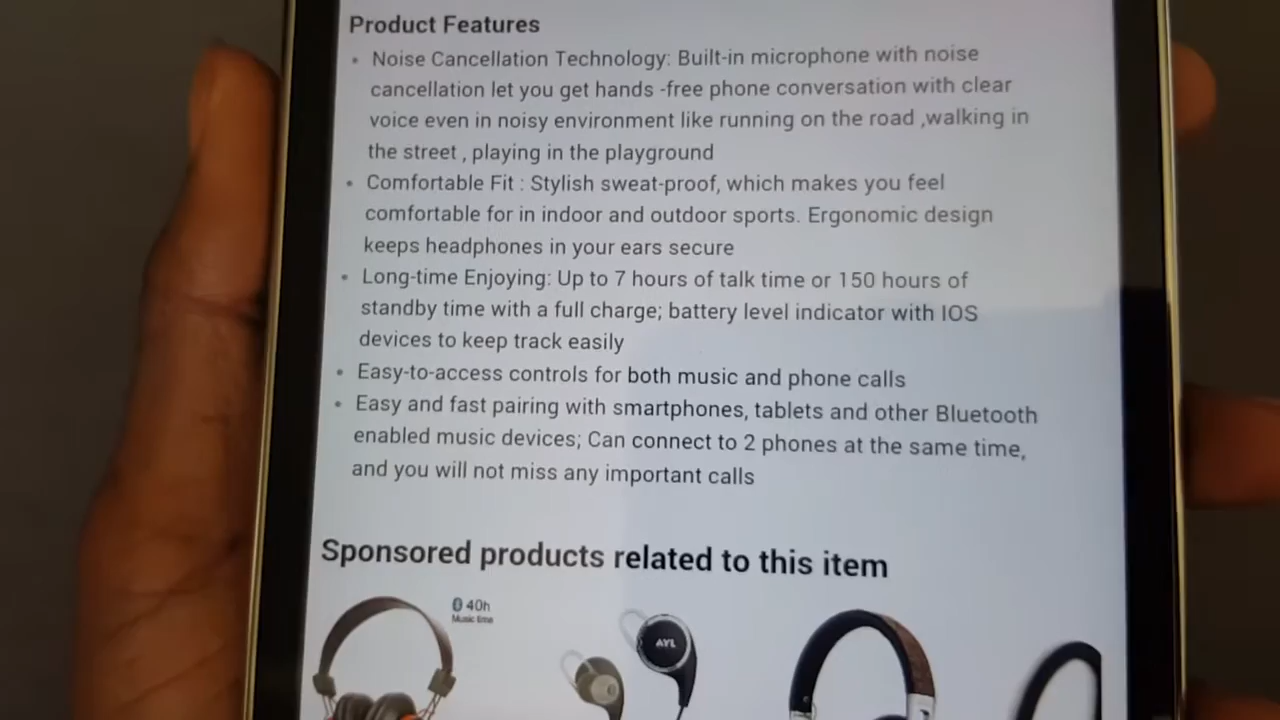 Product Features
• Noise Cancellation Technology: Built-in microphone with noise
cancellation let you get hands -free phone conversation with clear
voice even in noisy environment like running on the road ,walking in
the street , playing in the playground
• Comfortable Fit : Stylish sweat-proof, which makes you feel
comfortable for in indoor and outdoor sports. Ergonomic design
keeps headphones in your ears secure
• Long-time Enjoying: Up to 7 hours of talk time or 150 hours of
standby time with a full charge; battery level indicator with IOS
devices to keep track easily
• Easy-to-access controls for both music and phone calls
• Easy and fast pairing with smartphones, tablets and other Bluetooth
enabled music devices; Can connect to 2 phones at the same time,
and you will not miss any important calls
Sponsored products related to this item
40h
Music time
AYL